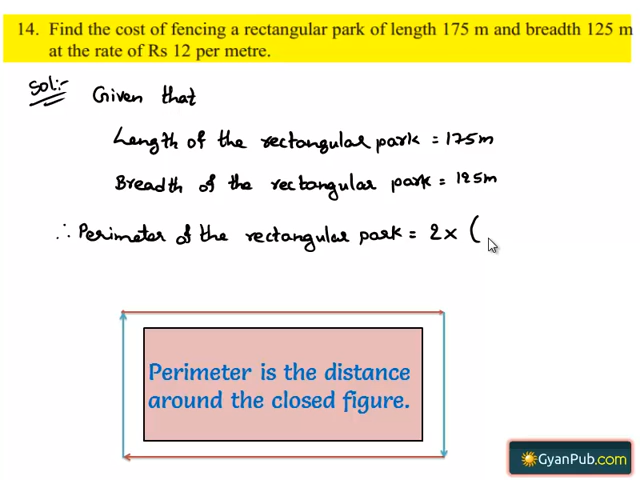 14. Find the cost of fencing a rectangular park of length 175 m and breadth 125 m
at the rate of Rs 12 per metre.
Sol:-
Given that
Length of the rectangular park = 175m
Breadth of the rectangular park = 125m
∴ Perimeter of the rectangular park = 2 × (
Perimeter is the distance
around the closed figure.
GyanPub.com